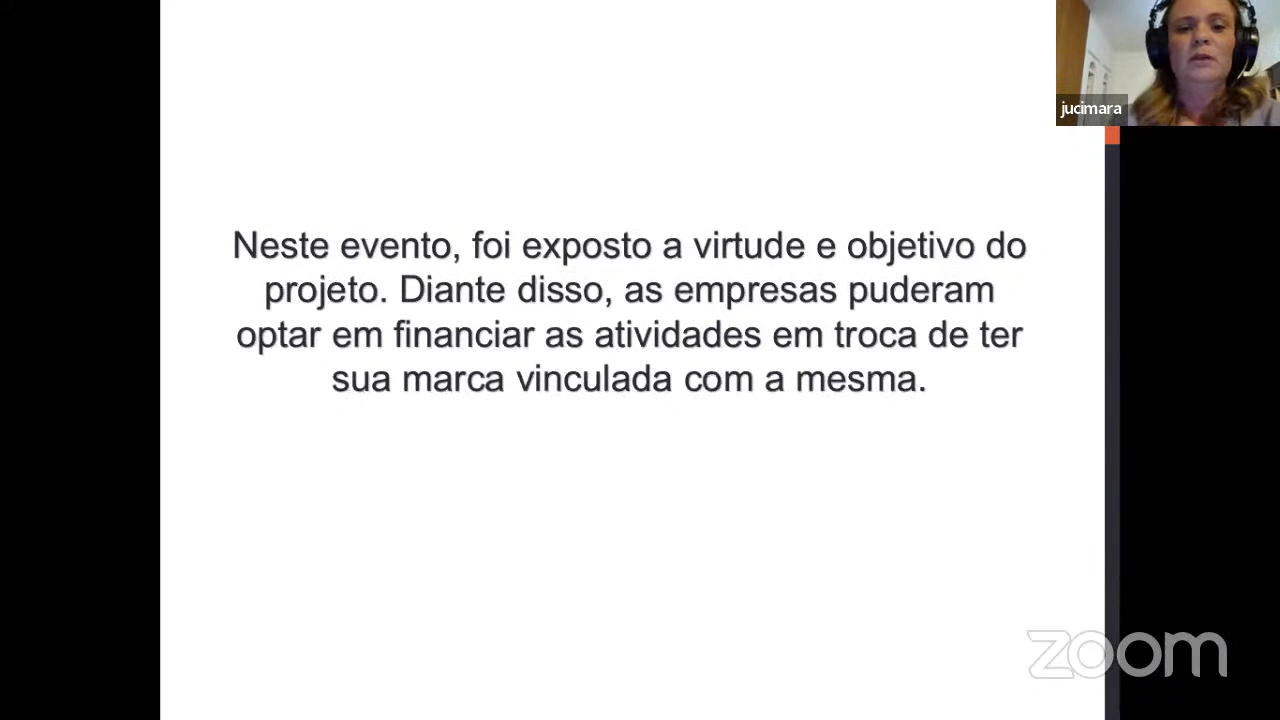 jucimara
Neste evento, foi exposto a virtude e objetivo do
projeto. Diante disso, as empresas puderam
optar em financiar as atividades em troca de ter
sua marca vinculada com a mesma.
zoom